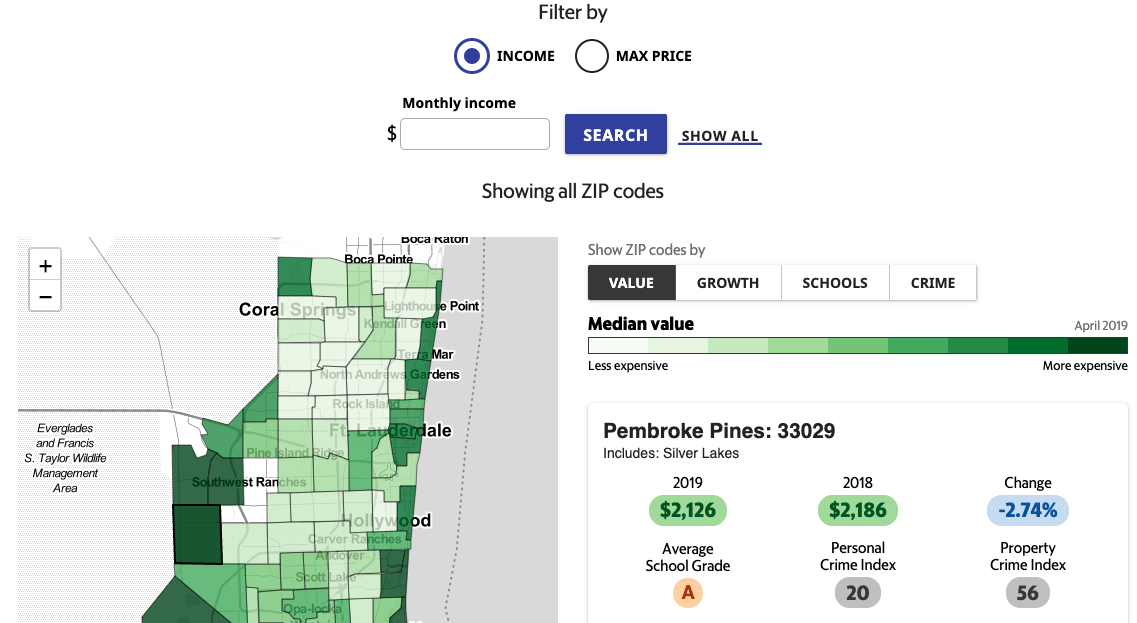 Filter by
INCOME MAX PRICE
Monthly income
$
SEARCH SHOW ALL
Showing all ZIP codes
+
−
Boca Raton
Boca Pointe
Coral Springs
Lighthouse Point
Kendall Green
Terra Mar
North Andrews Gardens
Rock Island
Ft. Lauderdale
Everglades
and Francis
S. Taylor Wildlife
Management
Area
Pine Island Ridge
Southwest Ranches
Hollywood
Carver Ranches
Andover
Scott Lake
Opa-locka
Show ZIP codes by
VALUE GROWTH SCHOOLS CRIME
Median value April 2019
Less expensive More expensive
Pembroke Pines: 33029
Includes: Silver Lakes
2019 2018 Change
$2,126 $2,186 -2.74%
Average Personal Property
School Grade Crime Index Crime Index
A 20 56